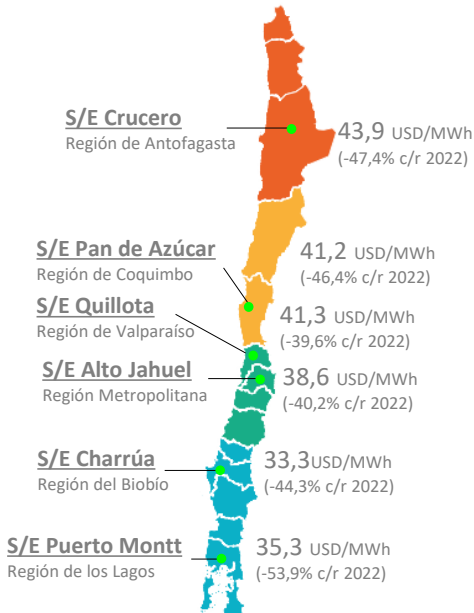 S/E Crucero
Región de Antofagasta
43,9 USD/MWh
(-47,4% c/r 2022)
S/E Pan de Azúcar
Región de Coquimbo
41,2 USD/MWh
(-46,4% c/r 2022)
S/E Quillota
Región de Valparaíso
41,3 USD/MWh
(-39,6% c/r 2022)
S/E Alto Jahuel
Región Metropolitana
38,6 USD/MWh
(-40,2% c/r 2022)
S/E Charrúa
Región del Biobío
33,3USD/MWh
(-44,3% c/r 2022)
S/E Puerto Montt
Región de los Lagos
35,3 USD/MWh
(-53,9% c/r 2022)